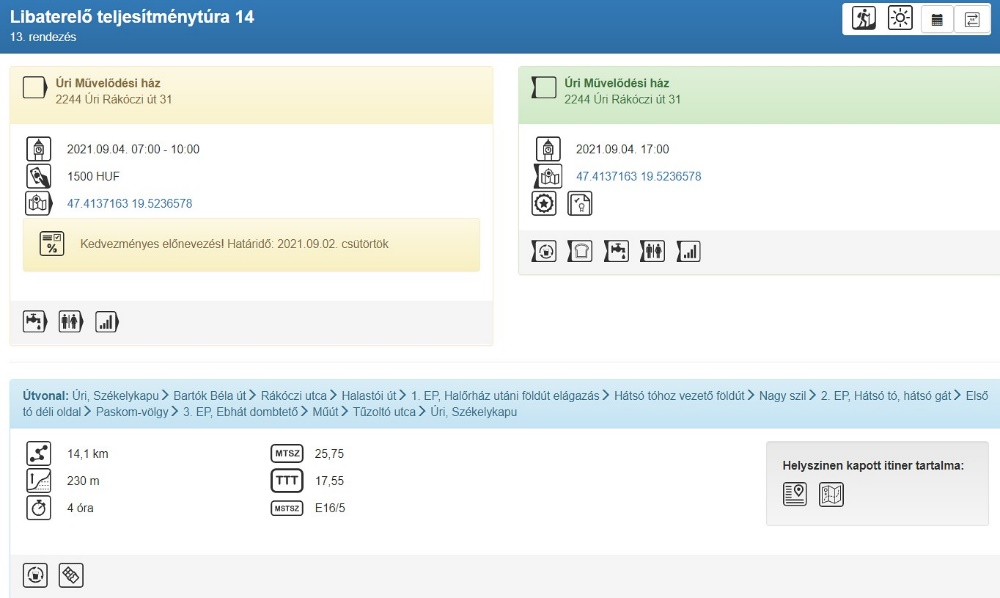 Libaterelő teljesítménytúra 14
13. rendezés
Úri Művelődési ház
2244 Úri Rákóczi út 31
2021.09.04. 07:00 - 10:00
1500 HUF
47.4137163 19.5236578
%
Kedvezményes előnevezés! Határidő: 2021.09.02. csütörtök
Úri Művelődési ház
2244 Úri Rákóczi út 31
2021.09.04. 17:00
47.4137163 19.5236578
Útvonal: Úri, Székelykapu > Bartók Béla út > Rákóczi utca > Halastói út > 1. EP, Halőrház utáni földút elágazás > Hátsó tóhoz vezető földút > Nagy szil > 2. EP, Hátsó tó, hátsó gát > Első
tó déli oldal > Paskom-völgy > 3. EP, Ebhát dombtető > Műút > Tűzoltó utca > Úri, Székelykapu
14,1 km
MTSZ 25,75
230 m
TTT 17,55
4 óra
MSTSZ E16/5
Helyszinen kapott itiner tartalma: